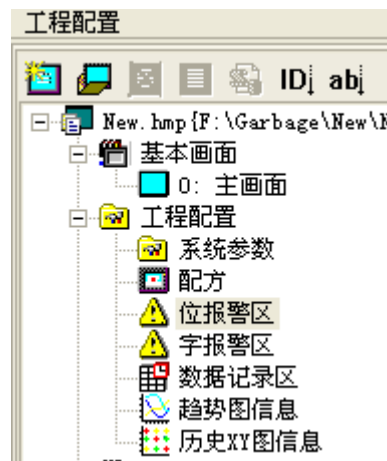 工程配置
ID↓ ab↓
New.hmp{F:\Garbage\New\N
基本画面
0: 主画面
工程配置
系统参数
配方
位报警区
字报警区
数据记录区
趋势图信息
历史XY图信息